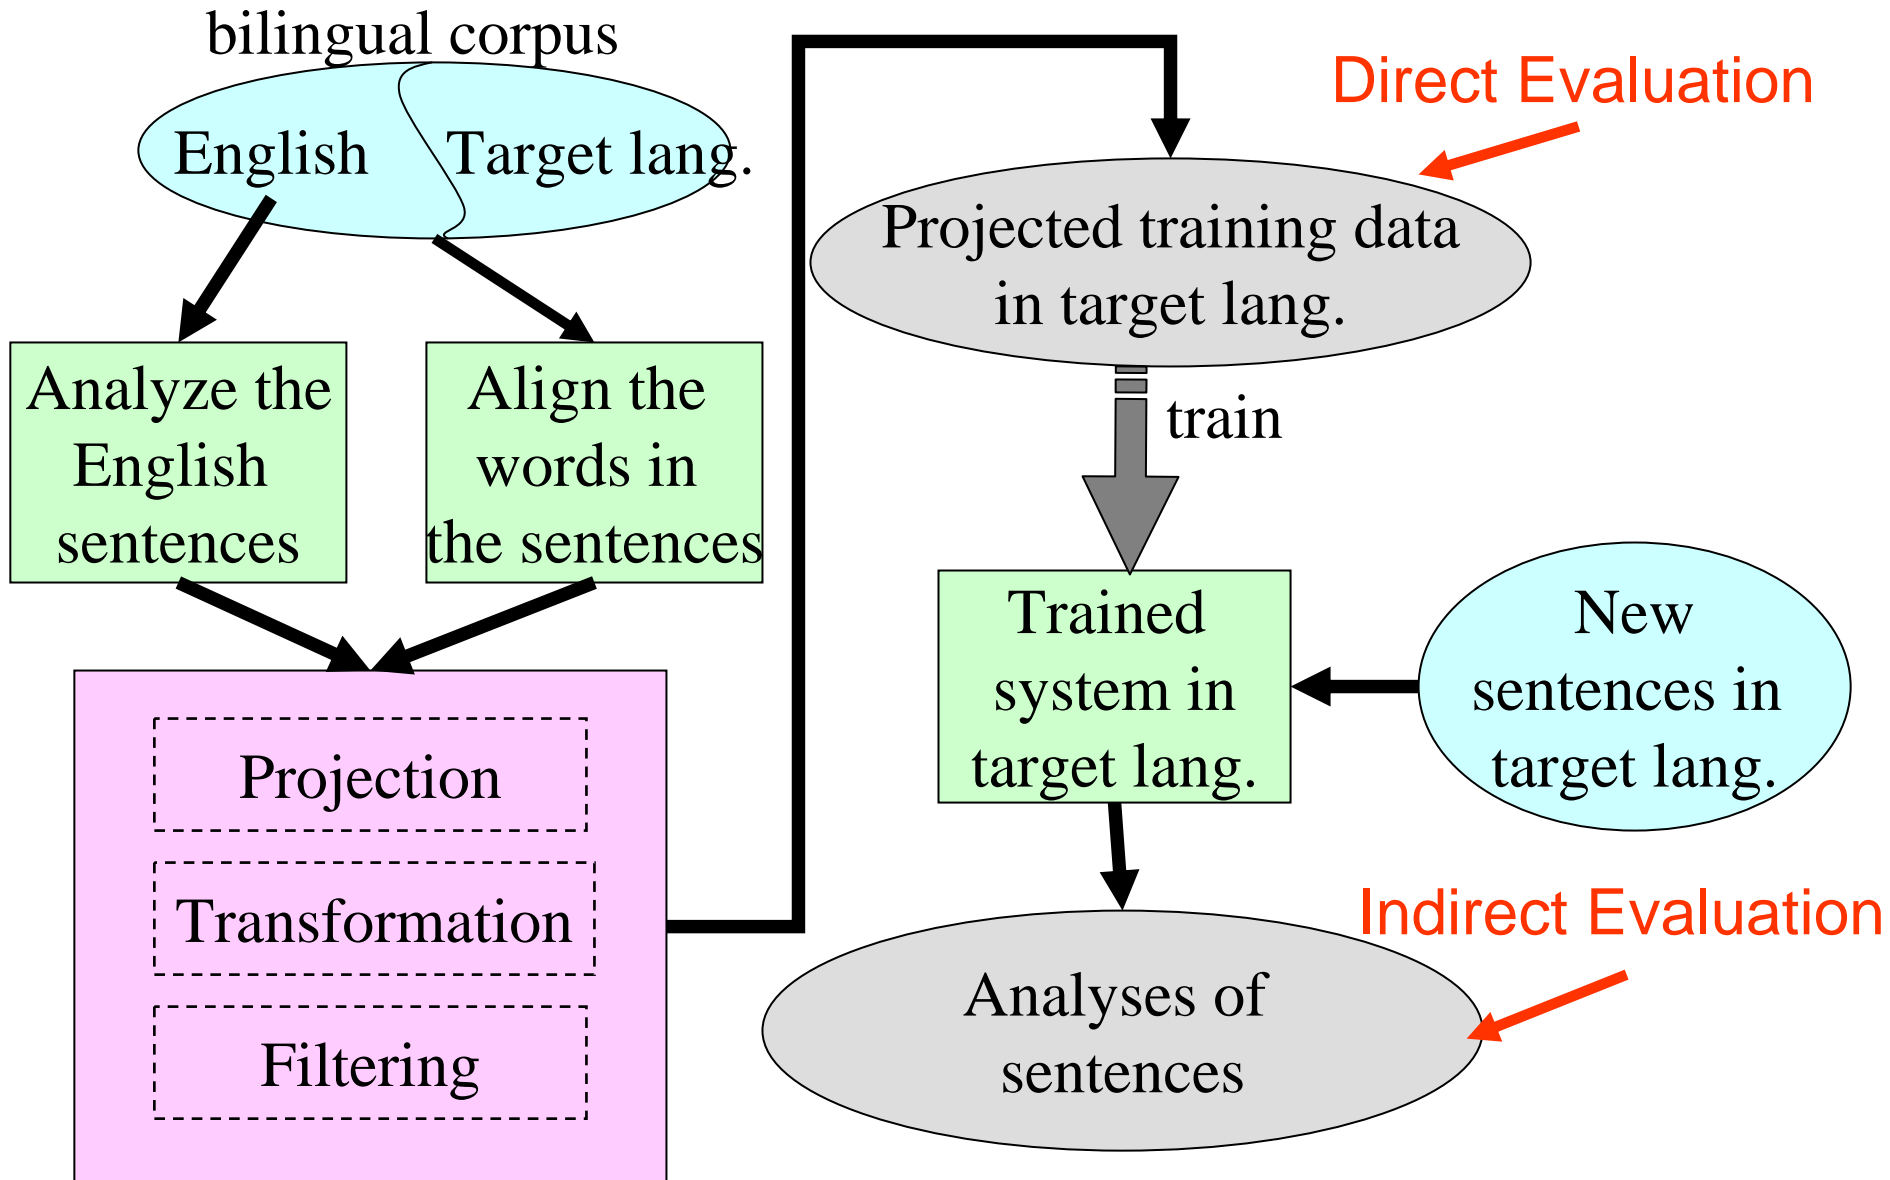 bilingual corpus
English
Target lang.
Analyze the
English
sentences
Align the
words in
the sentences
Projection
Transformation
Filtering
Direct Evaluation
Projected training data
in target lang.
train
Trained
system in
target lang.
New
sentences in
target lang.
Indirect Evaluation
Analyses of
sentences